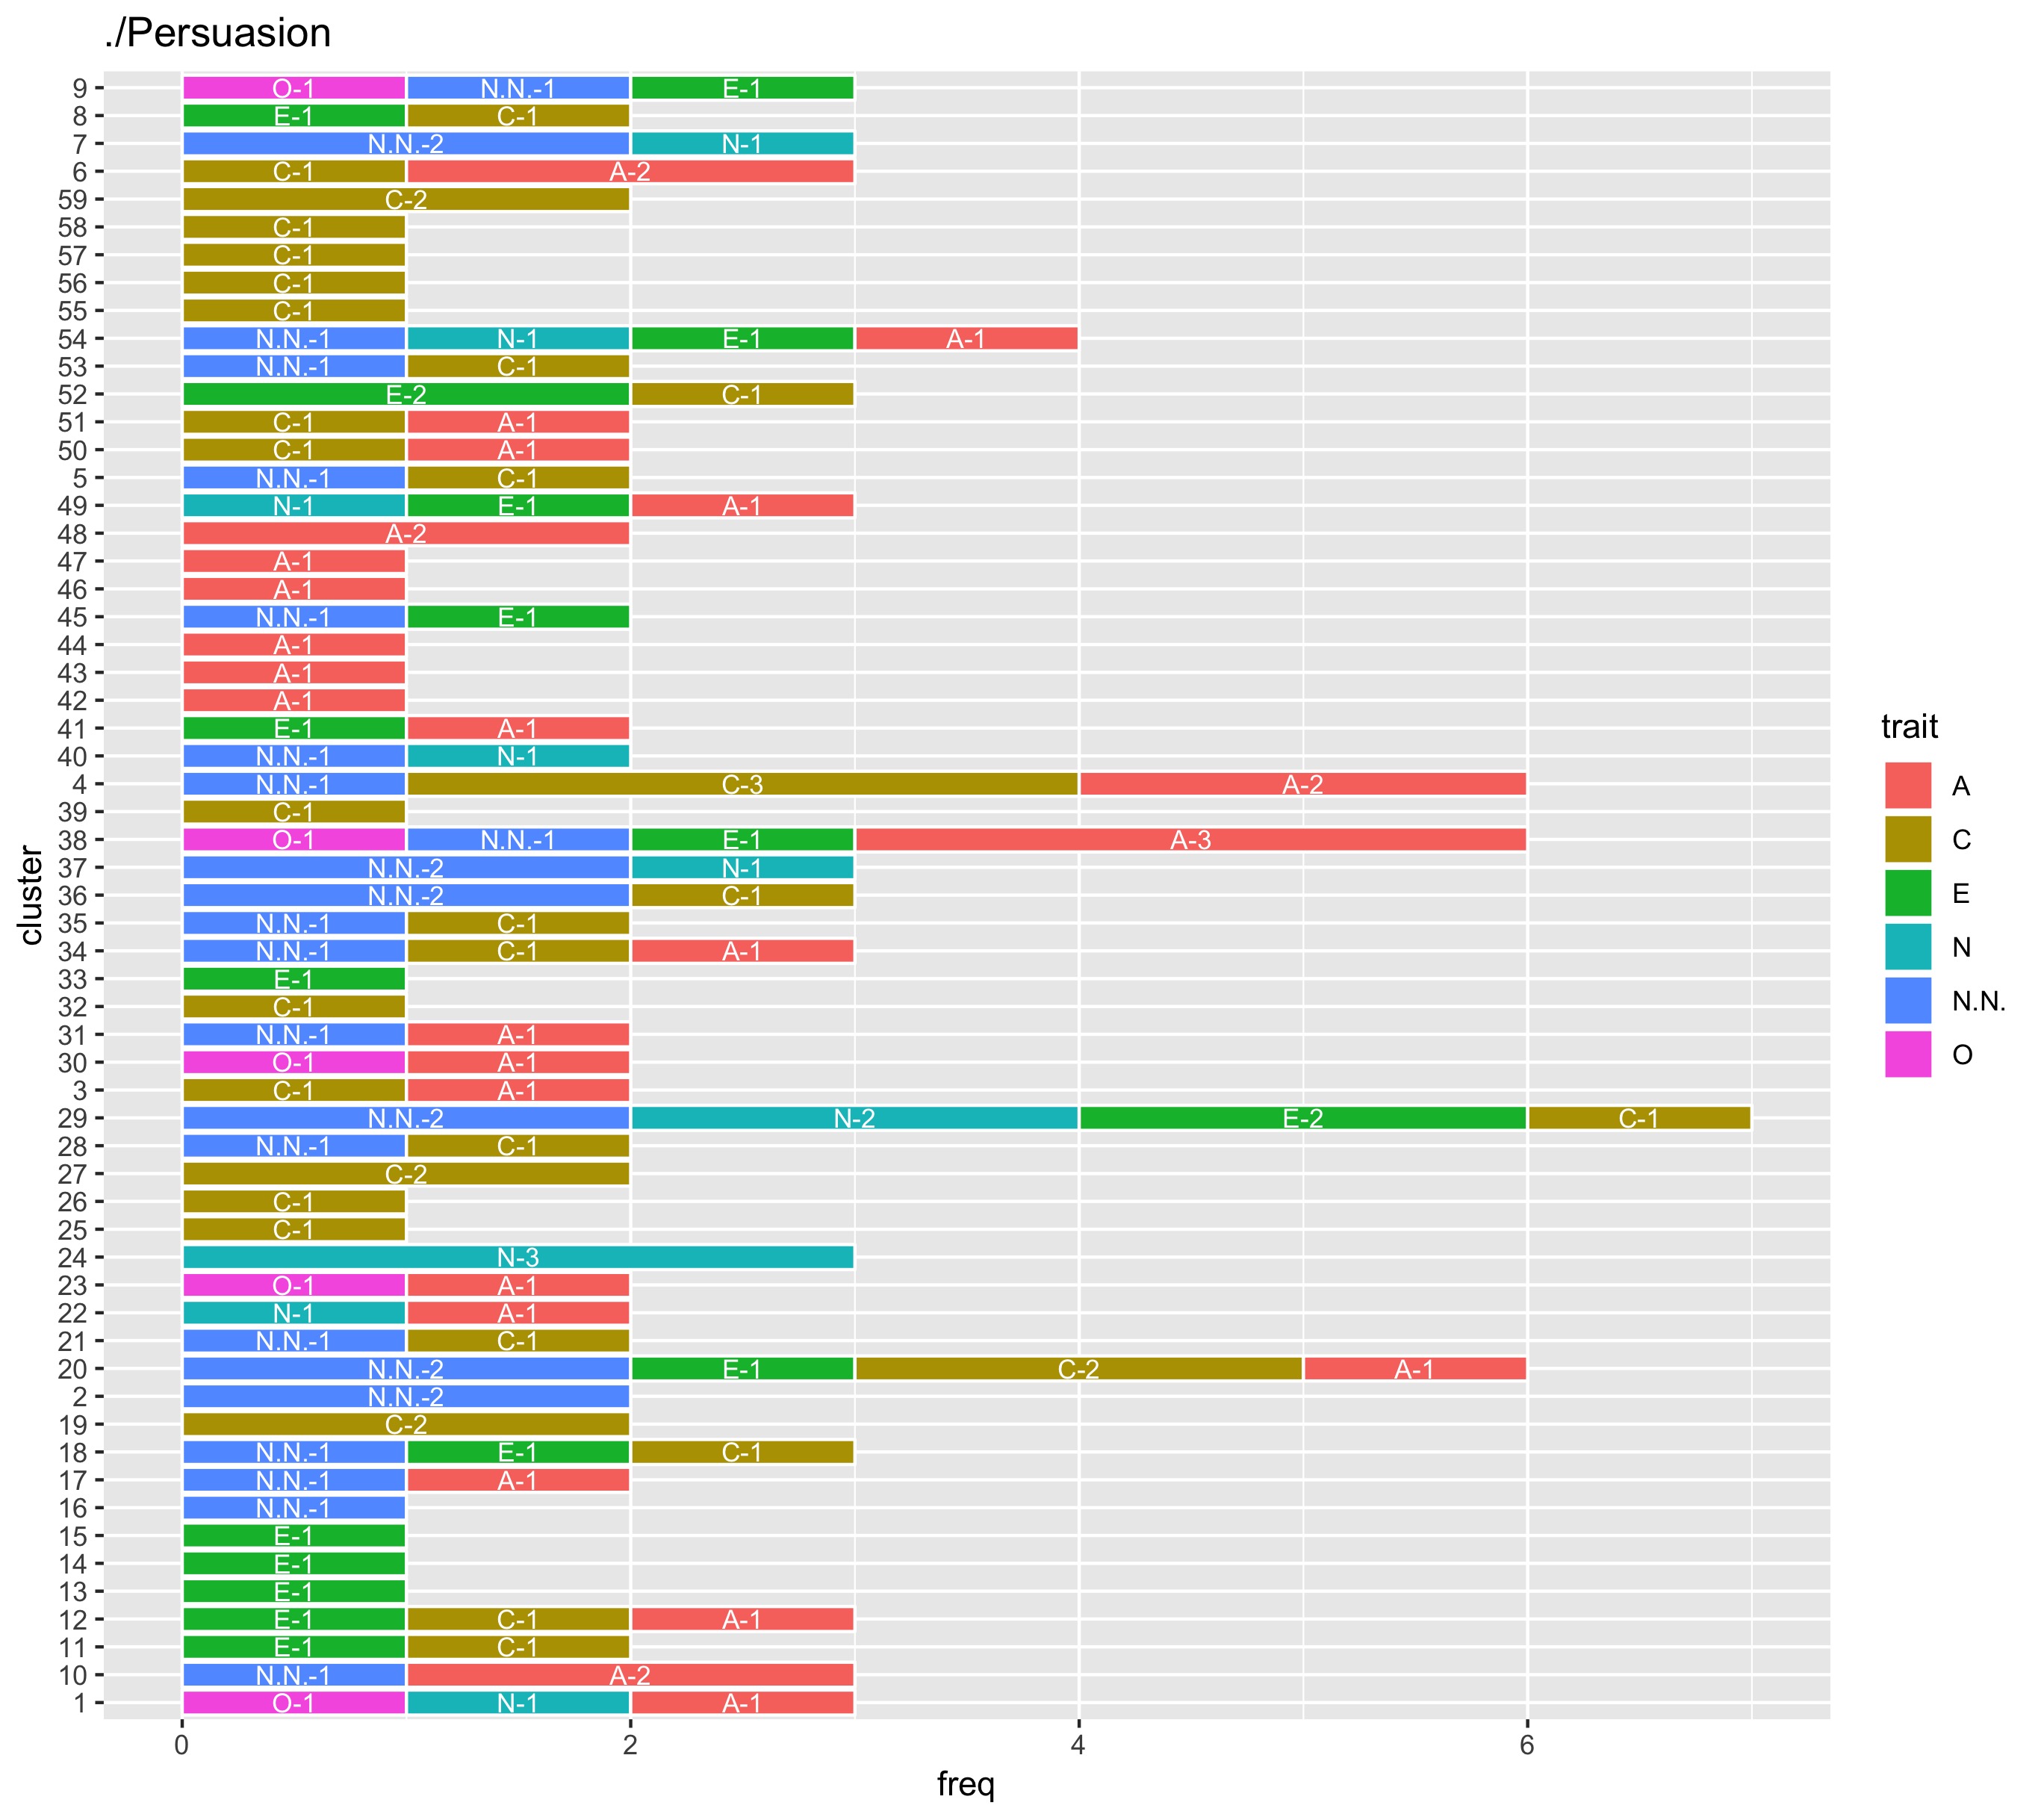 ./Persuasion
9 O-1 N.N.-1 E-1
8 E-1 C-1
7 N.N.-2 N-1
6 C-1 A-2
59 C-2
58 C-1
57 C-1
56 C-1
55 C-1
54 N.N.-1 N-1 E-1 A-1
53 N.N.-1 C-1
52 E-2 C-1
51 C-1 A-1
50 C-1 A-1
5 N.N.-1 C-1
49 N-1 E-1 A-1
48 A-2
47 A-1
46 A-1
45 N.N.-1 E-1
44 A-1
43 A-1
42 A-1
41 E-1 A-1
40 N.N.-1 N-1
4 N.N.-1 C-3 A-2
39 C-1
38 O-1 N.N.-1 E-1 A-3
37 N.N.-2 N-1
36 N.N.-2 C-1
35 N.N.-1 C-1
34 N.N.-1 C-1 A-1
33 E-1
32 C-1
31 N.N.-1 A-1
30 O-1 A-1
3 C-1 A-1
29 N.N.-2 N-2 E-2 C-1
28 N.N.-1 C-1
27 C-2
26 C-1
25 C-1
24 N-3
23 O-1 A-1
22 N-1 A-1
21 N.N.-1 C-1
20 N.N.-2 E-1 C-2 A-1
2 N.N.-2
19 C-2
18 N.N.-1 E-1 C-1
17 N.N.-1 A-1
16 N.N.-1
15 E-1
14 E-1
13 E-1
12 E-1 C-1 A-1
11 E-1 C-1
10 N.N.-1 A-2
1 O-1 N-1 A-1
0 2 4 6
freq
cluster
trait
A
C
E
N
N.N.
O